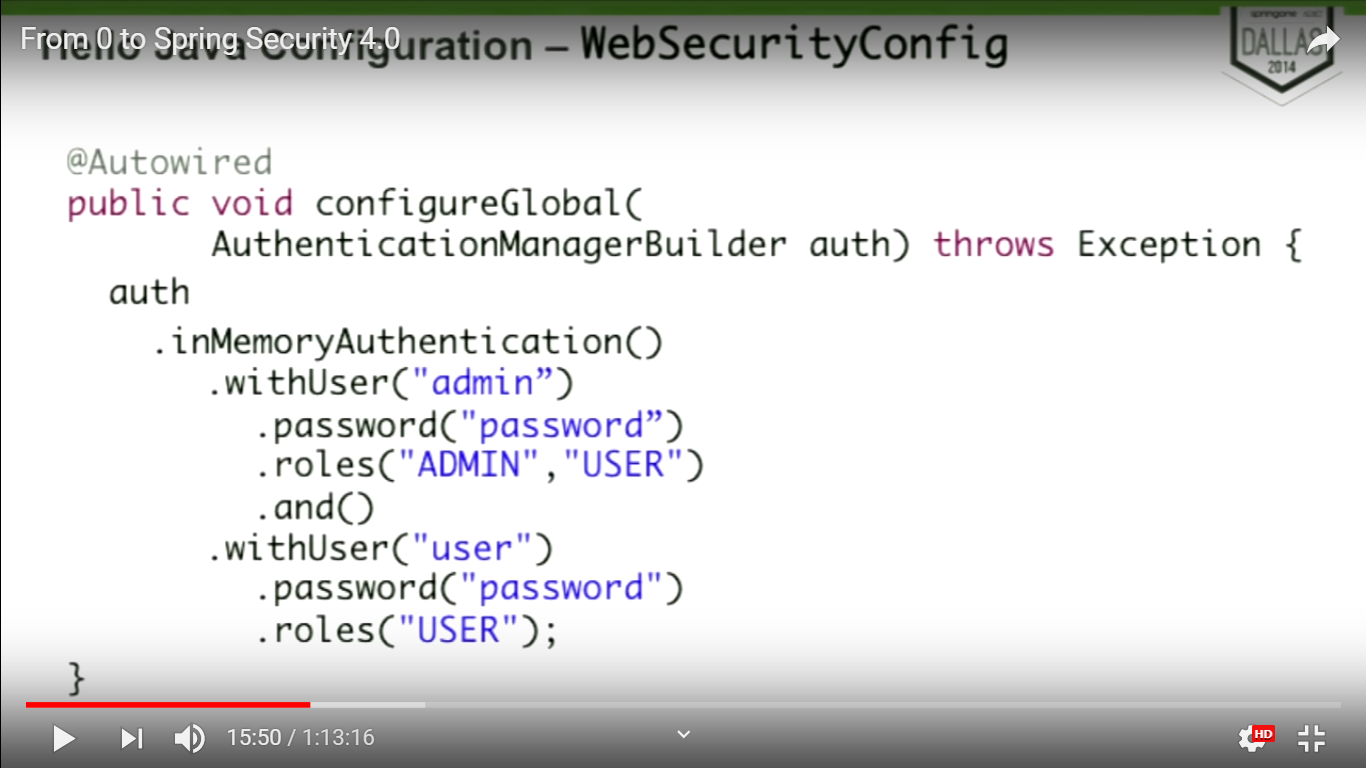 From 0 to Spring Security 4.0
Hello Java Configuration – WebSecurityConfig
DALLAS
2014
@Autowired
public void configureGlobal(
AuthenticationManagerBuilder auth) throws Exception {
auth
.inMemoryAuthentication()
.withUser("admin”)
.password("password”)
.roles("ADMIN","USER")
.and()
.withUser("user")
.password("password")
.roles("USER");
}
15:50 / 1:13:16
HD